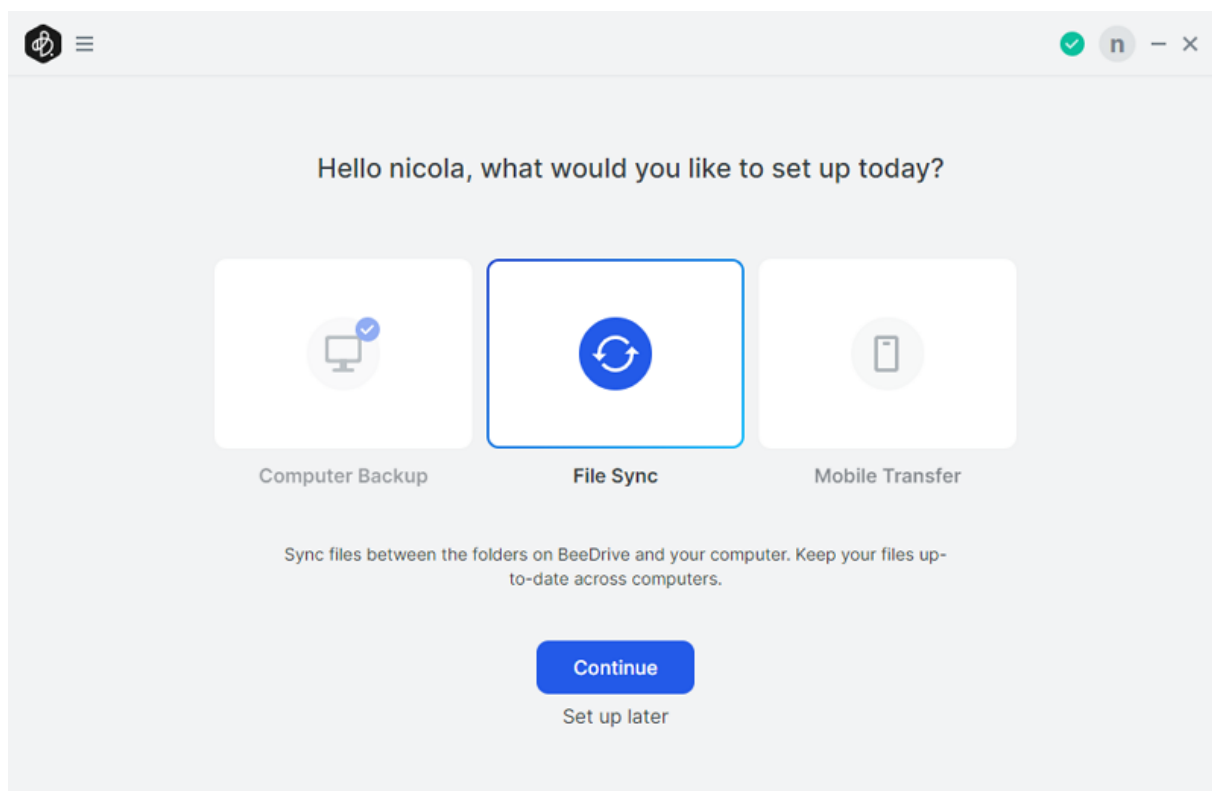 n
Hello nicola, what would you like to set up today?
Computer Backup
File Sync
Mobile Transfer
Sync files between the folders on BeeDrive and your computer. Keep your files up-
to-date across computers.
Continue
Set up later